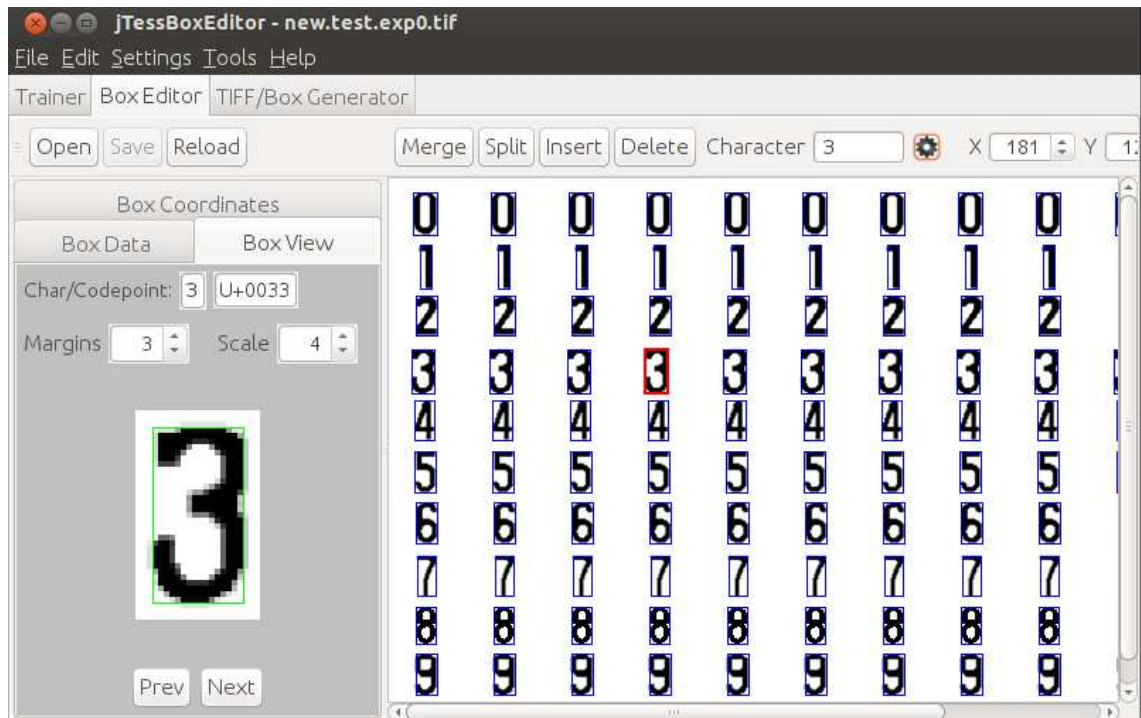 jTessBoxEditor - new.test.exp0.tif
File Edit Settings Tools Help
Trainer Box Editor TIFF/Box Generator
Open Save Reload Merge Split Insert Delete Character 3 X 181 Y
Box Coordinates
Box Data Box View
Char/Codepoint: 3 U+0033
Margins 3 Scale 4
3
Prev Next
0 0 0 0 0 0 0 0 0
1 1 1 1 1 1 1 1 1
2 2 2 2 2 2 2 2 2
3 3 3 3 3 3 3 3 3
4 4 4 4 4 4 4 4 4
5 5 5 5 5 5 5 5 5
6 6 6 6 6 6 6 6 6
7 7 7 7 7 7 7 7 7
8 8 8 8 8 8 8 8 8
9 9 9 9 9 9 9 9 9